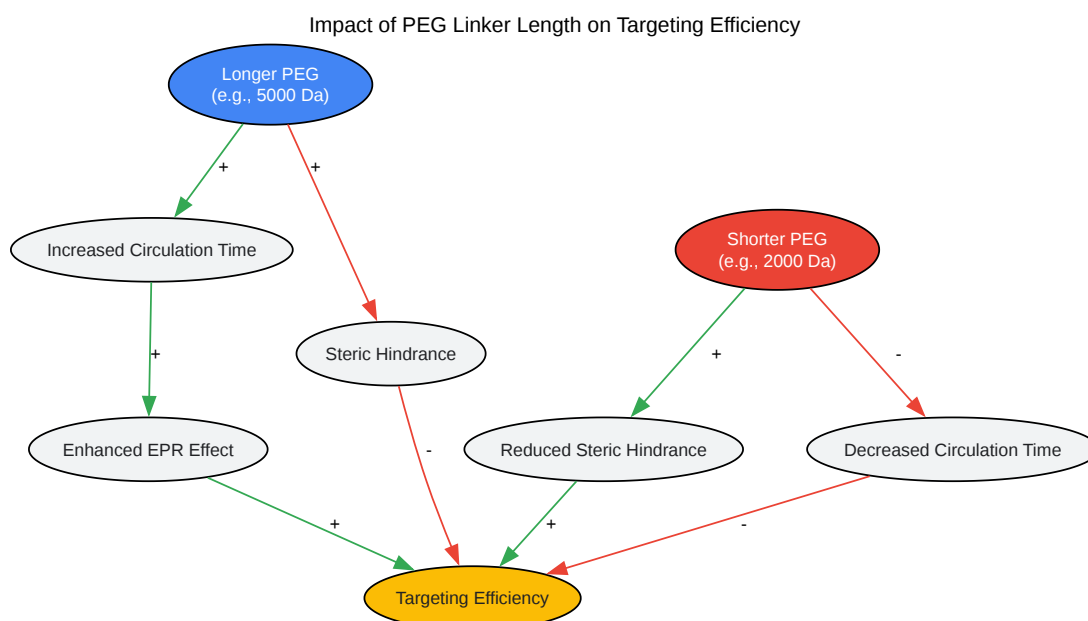 Impact of PEG Linker Length on Targeting Efficiency
Longer PEG
(e.g., 5000 Da)
+
+
Increased Circulation Time
Shorter PEG
(e.g., 2000 Da)
+
Steric Hindrance
+
-
Enhanced EPR Effect
-
Reduced Steric Hindrance
Decreased Circulation Time
+
+
-
Targeting Efficiency